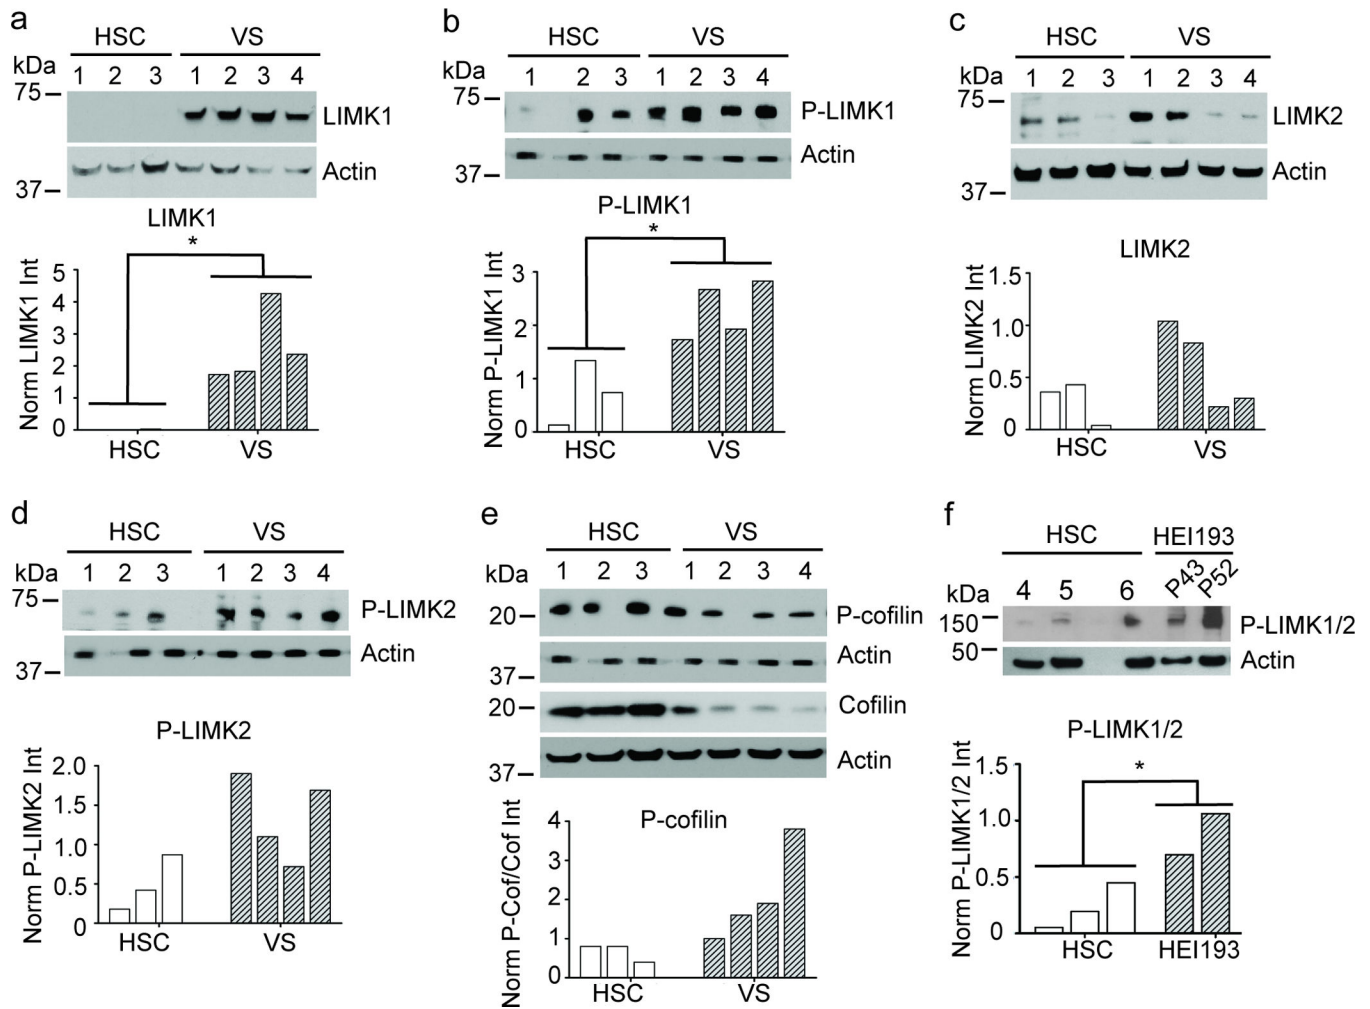 a
HSC VS
kDa 1 2 3 1 2 3 4
75
LIMK1
Actin
37
LIMK1
*
Norm LIMK1 Int
5
4
3
2
1
0
HSC VS
b
HSC VS
kDa 1 2 3 1 2 3 4
75
P-LIMK1
Actin
37
P-LIMK1
*
Norm P-LIMK1 Int
3
2
1
0
HSC VS
c
HSC VS
kDa 1 2 3 1 2 3 4
75
LIMK2
Actin
37
LIMK2
Norm LIMK2 Int
1.5
1.0
0.5
0
HSC VS
d
HSC VS
kDa 1 2 3 1 2 3 4
75
P-LIMK2
Actin
37
P-LIMK2
Norm P-LIMK2 Int
2.0
1.5
1.0
0.5
0
HSC VS
e
HSC VS
1 2 3 1 2 3 4
kDa
20
P-cofilin
Actin
37
20
Cofilin
Actin
37
P-cofilin
Norm P-Cof/Cof Int
4
3
2
1
0
HSC VS
f
HSC HEI193
kDa 4 5 6 P43 P52
150
P-LIMK1/2
50
Actin
P-LIMK1/2
*
Norm P-LIMK1/2 Int
1.5
1.0
0.5
0
HSC HEI193